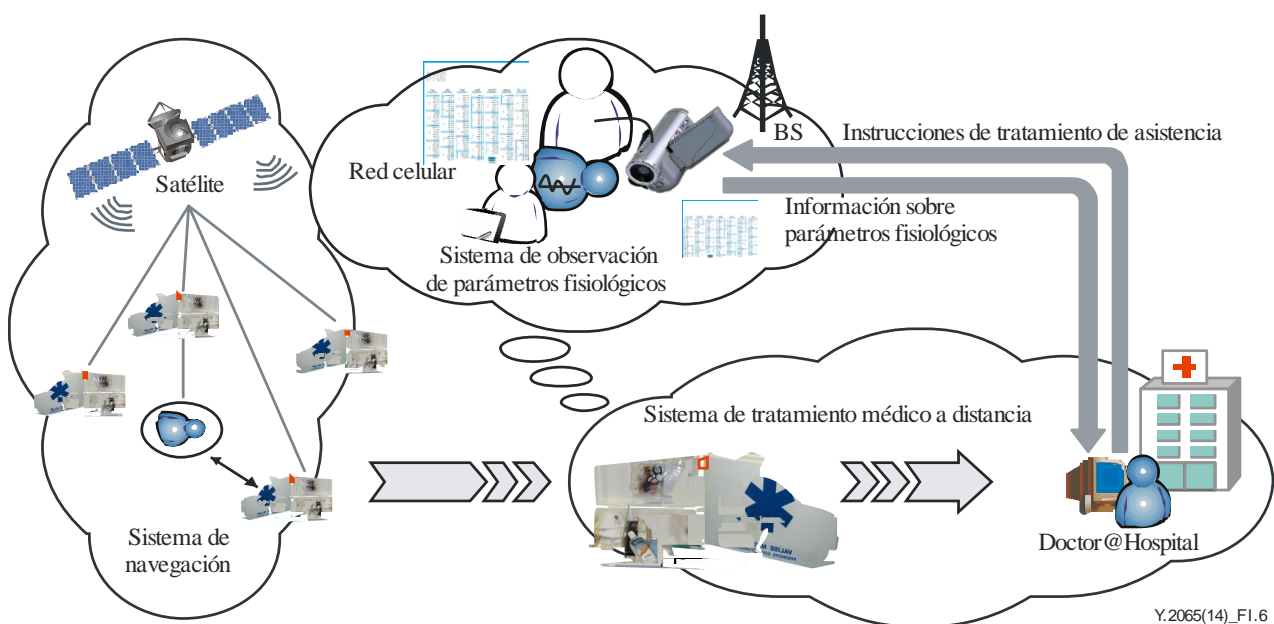 BS
Instrucciones de tratamiento de asistencia
Red celular
Satélite
Información sobre
parámetros fisiológicos
Sistema de observación
de parámetros fisiológicos
Sistema de tratamiento médico a distancia
Sistema de
navegación
Doctor@Hospital
Y.2065(14)_FI.6